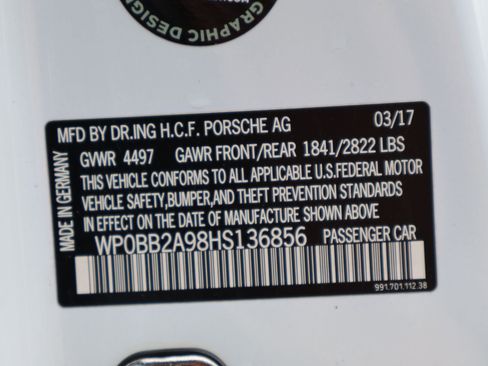 GRAPHIC DESIG
MFD BY DR.ING H.C.F. PORSCHE AG 03/17
GVWR 4497 GAWR FRONT/REAR 1841/2822 LBS
THIS VEHICLE CONFORMS TO ALL APPLICABLE U.S.FEDERAL MOTOR
VEHICLE SAFETY,BUMPER,AND THEFT PREVENTION STANDARDS
IN EFFECT ON THE DATE OF MANUFACTURE SHOWN ABOVE
WP0BB2A98HS136856 PASSENGER CAR
991.701.112.38
MADE IN GERMANY